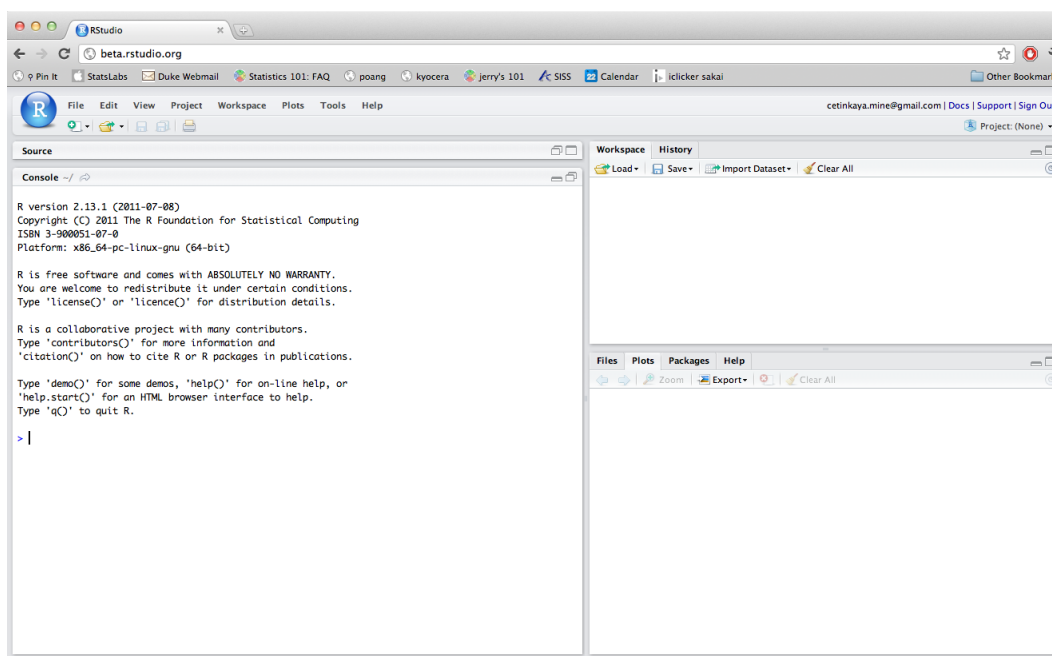 RStudio
beta.rstudio.org
Pin It StatsLabs Duke Webmail Statistics 101: FAQ poang kyocera jerry's 101 SISS 22 Calendar iclicker sakai Other Bookmar
R File Edit View Project Workspace Plots Tools Help cetinkaya.mine@gmail.com | Docs | Support | Sign Ou
Project: (None)
Source
Console ~/
R version 2.13.1 (2011-07-08)
Copyright (C) 2011 The R Foundation for Statistical Computing
ISBN 3-900051-07-0
Platform: x86_64-pc-linux-gnu (64-bit)
R is free software and comes with ABSOLUTELY NO WARRANTY.
You are welcome to redistribute it under certain conditions.
Type 'license()' or 'licence()' for distribution details.
R is a collaborative project with many contributors.
Type 'contributors()' for more information and
'citation()' on how to cite R or R packages in publications.
Type 'demo()' for some demos, 'help()' for on-line help, or
'help.start()' for an HTML browser interface to help.
Type 'q()' to quit R.
>
Workspace History
Load Save Import Dataset Clear All
Files Plots Packages Help
Zoom Export Clear All